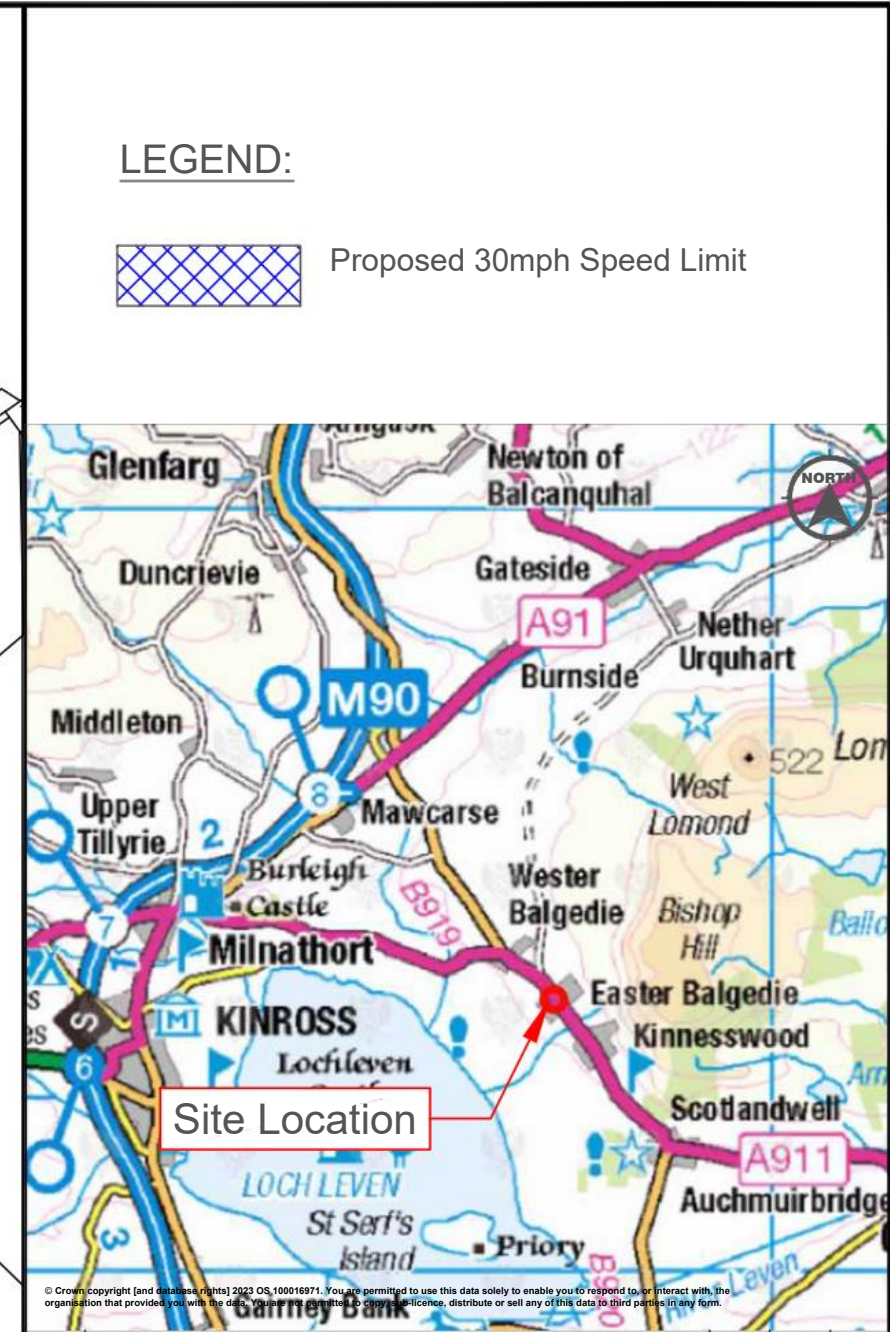 LEGEND:
Proposed 30mph Speed Limit
Glenfarg
Newton of
Balcanquhal
NORTH
Duncrievie
Gateside
A91
Nether
Urquhart
Burnside
M90
Middleton
522
Lom
West
Lomond
8
Mawcarse
Upper
Tillyrie
2
Burleigh
Castle
B919
Wester
Balgedie
Bishop
Hill
7
1
Milnathort
S
KINROSS
M
Easter Balgedie
Kinnesswood
Lochleven
6
Site Location
Scotlandwell
A911
LOCH LEVEN
Auchmuirbridge
St Serf's
Island
Priory
3
Leven
Gairney Bank
© Crown copyright [and database rights] 2023 OS 100016971. You are permitted to use this data solely to enable you to respond to, or interact with, the
organisation that provided you with the data. You are not permitted to copy, sub-licence, distribute or sell any of this data to third parties in any form.